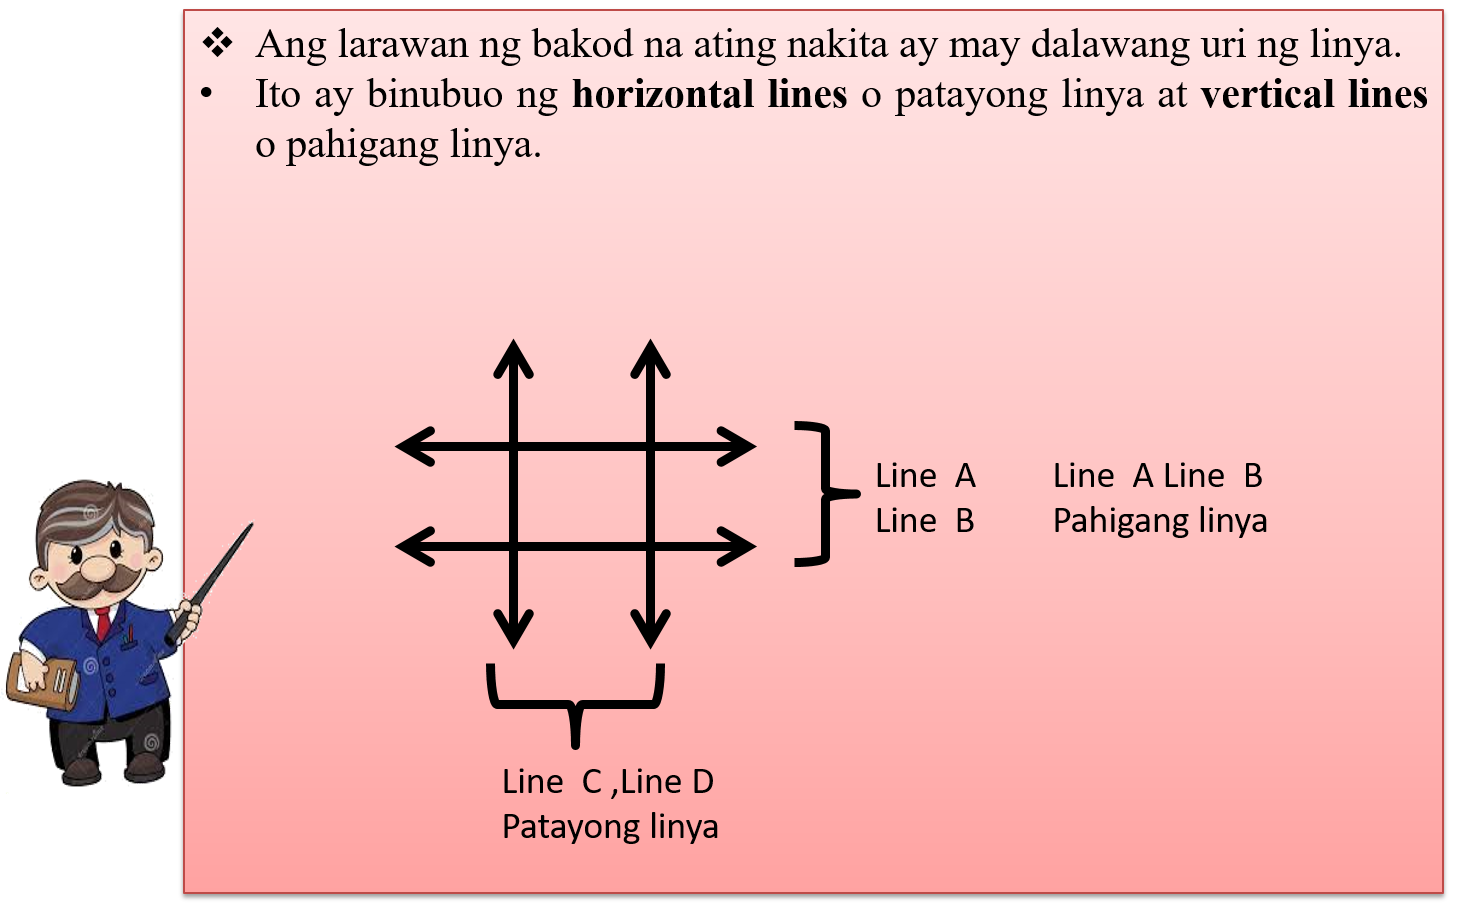 ❖ Ang larawan ng bakod na ating nakita ay may dalawang uri ng linya.
• Ito ay binubuo ng horizontal lines o patayong linya at vertical lines
o pahigang linya.
Line A Line A Line B
Line B Pahigang linya
Line C ,Line D
Patayong linya